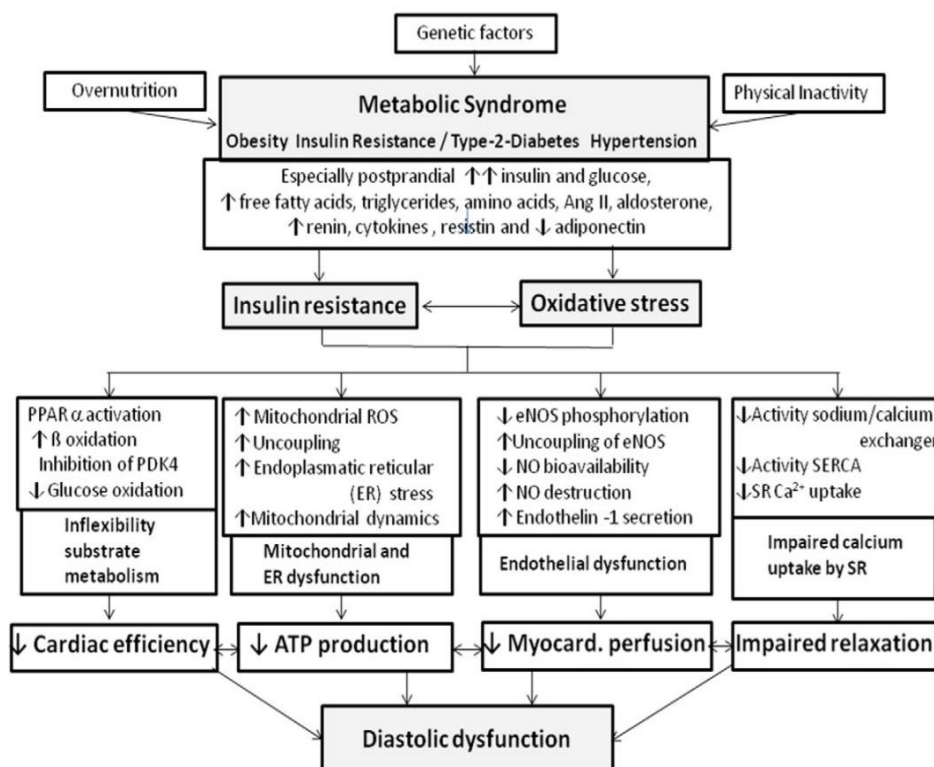 Genetic factors
Overnutrition
Physical Inactivity
Metabolic Syndrome
Obesity Insulin Resistance / Type-2-Diabetes Hypertension
Especially postprandial ↑↑ insulin and glucose,
↑ free fatty acids, triglycerides, amino acids, Ang II, aldosterone,
↑ renin, cytokines , resistin and ↓ adiponectin
Insulin resistance
Oxidative stress
PPAR α activation
↑ ß oxidation
Inhibition of PDK4
↓ Glucose oxidation
Inflexibility
substrate
metabolism
↑ Mitochondrial ROS
↑ Uncoupling
↑ Endoplasmatic reticular
(ER) stress
↑ Mitochondrial dynamics
Mitochondrial and
ER dysfunction
↓ eNOS phosphorylation
↑ Uncoupling of eNOS
↓ NO bioavailability
↑ NO destruction
↑ Endothelin -1 secretion
Endothelial dysfunction
↓ Activity sodium/calcium
exchanger
↓ Activity SERCA
↓ SR Ca²⁺ uptake
Impaired calcium
uptake by SR
↓ Cardiac efficiency
↓ ATP production
↓ Myocard. perfusion
Impaired relaxation
Diastolic dysfunction